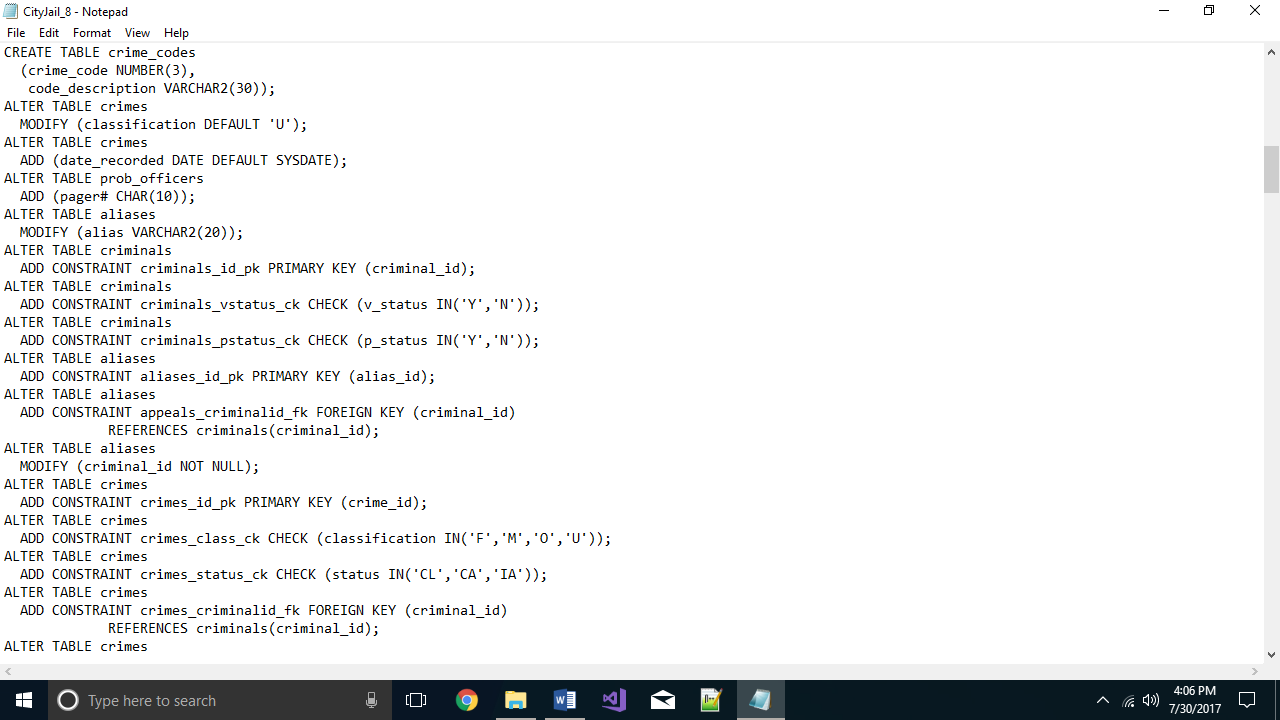 CityJail_8 - Notepad
File Edit Format View Help
CREATE TABLE crime_codes
(crime_code NUMBER(3),
code_description VARCHAR2(30));
ALTER TABLE crimes
MODIFY (classification DEFAULT 'U');
ALTER TABLE crimes
ADD (date_recorded DATE DEFAULT SYSDATE);
ALTER TABLE prob_officers
ADD (pager# CHAR(10));
ALTER TABLE aliases
MODIFY (alias VARCHAR2(20));
ALTER TABLE criminals
ADD CONSTRAINT criminals_id_pk PRIMARY KEY (criminal_id);
ALTER TABLE criminals
ADD CONSTRAINT criminals_vstatus_ck CHECK (v_status IN('Y','N'));
ALTER TABLE criminals
ADD CONSTRAINT criminals_pstatus_ck CHECK (p_status IN('Y','N'));
ALTER TABLE aliases
ADD CONSTRAINT aliases_id_pk PRIMARY KEY (alias_id);
ALTER TABLE aliases
ADD CONSTRAINT appeals_criminalid_fk FOREIGN KEY (criminal_id)
REFERENCES criminals(criminal_id);
ALTER TABLE aliases
MODIFY (criminal_id NOT NULL);
ALTER TABLE crimes
ADD CONSTRAINT crimes_id_pk PRIMARY KEY (crime_id);
ALTER TABLE crimes
ADD CONSTRAINT crimes_class_ck CHECK (classification IN('F','M','O','U'));
ALTER TABLE crimes
ADD CONSTRAINT crimes_status_ck CHECK (status IN('CL','CA','IA'));
ALTER TABLE crimes
ADD CONSTRAINT crimes_criminalid_fk FOREIGN KEY (criminal_id)
REFERENCES criminals(criminal_id);
ALTER TABLE crimes
Type here to search
4:06 PM
7/30/2017